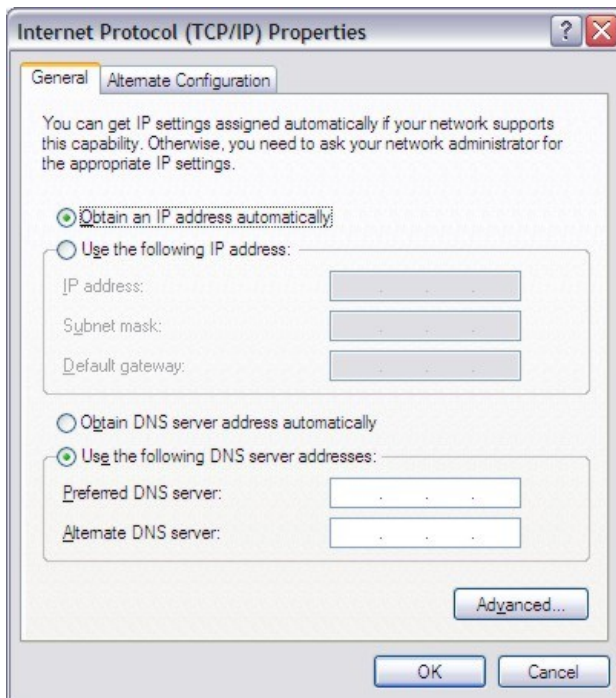 Internet Protocol (TCP/IP) Properties
General
Alternate Configuration
You can get IP settings assigned automatically if your network supports
this capability. Otherwise, you need to ask your network administrator for
the appropriate IP settings.
Obtain an IP address automatically
Use the following IP address:
IP address:
Subnet mask:
Default gateway:
Obtain DNS server address automatically
Use the following DNS server addresses:
Preferred DNS server:
Alternate DNS server:
Advanced...
OK
Cancel